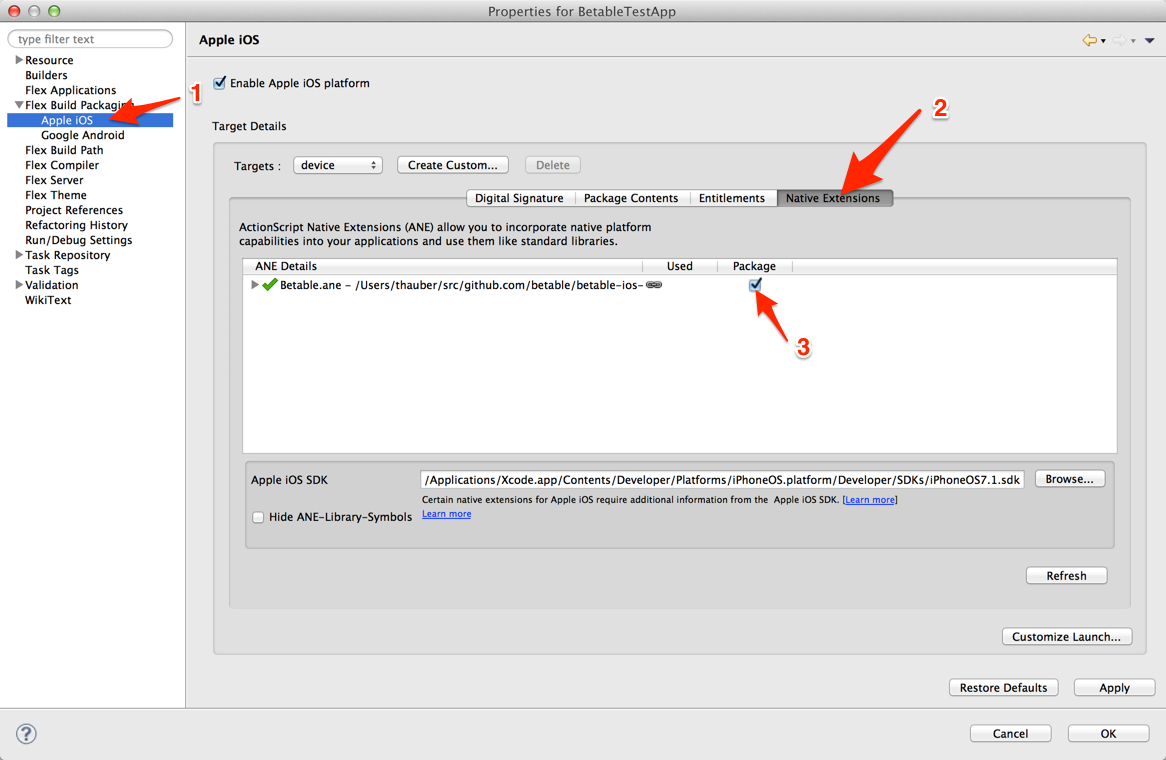 Properties for BetableTestApp
type filter text
Resource
Builders
Flex Applications
Flex Build Packaging
Apple iOS
Google Android
Flex Build Path
Flex Compiler
Flex Server
Flex Theme
Project References
Refactoring History
Run/Debug Settings
Task Repository
Task Tags
Validation
WikiText
1
Apple iOS
Enable Apple iOS platform
2
Target Details
Targets : device Create Custom... Delete
Digital Signature Package Contents Entitlements Native Extensions
ActionScript Native Extensions (ANE) allow you to incorporate native platform
capabilities into your applications and use them like standard libraries.
ANE Details Used Package
Betable.ane - /Users/thauber/src/github.com/betable/betable-ios-
3
Apple iOS SDK /Applications/Xcode.app/Contents/Developer/Platforms/iPhoneOS.platform/Developer/SDKs/iPhoneOS7.1.sdk Browse...
Certain native extensions for Apple iOS require additional information from the Apple iOS SDK. [Learn more]
Hide ANE-Library-Symbols Learn more
Refresh
Customize Launch...
Restore Defaults Apply
? Cancel OK